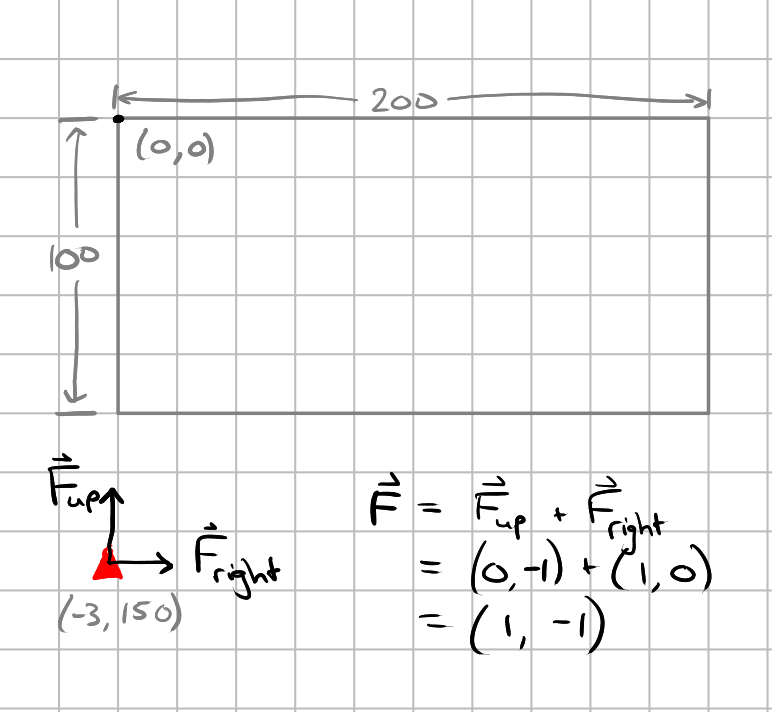 200
(0,0)
100
F⃗up
F⃗right
(-3, 150)
F⃗ = F⃗up + F⃗right
= (0,-1) + (1, 0)
= (1, -1)